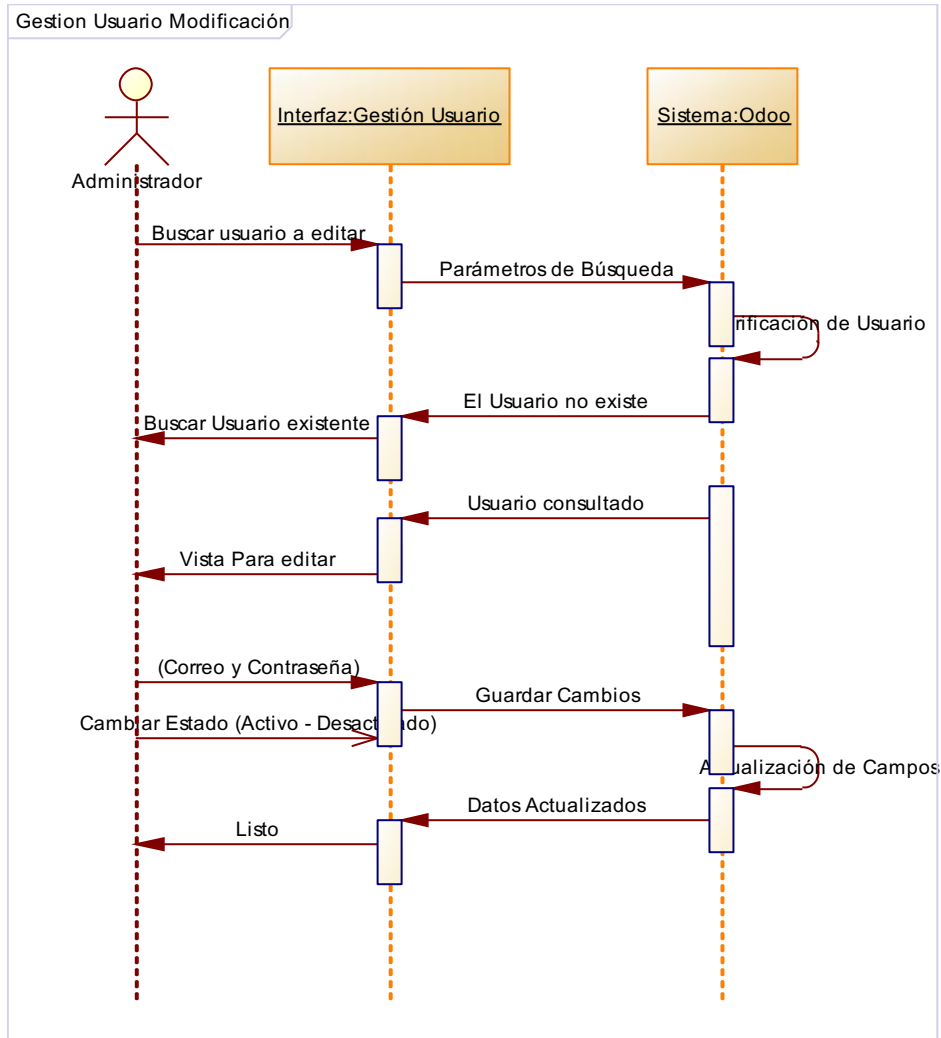 Gestion Usuario Modificación
Interfaz:Gestión Usuario
Sistema:Odoo
Administrador
Buscar usuario a editar
Parámetros de Búsqueda
rificación de Usuario
El Usuario no existe
Buscar Usuario existente
Usuario consultado
Vista Para editar
(Correo y Contraseña)
Guardar Cambios
Cambiar Estado (Activo - Desactivado)
Actualización de Campos
Datos Actualizados
Listo